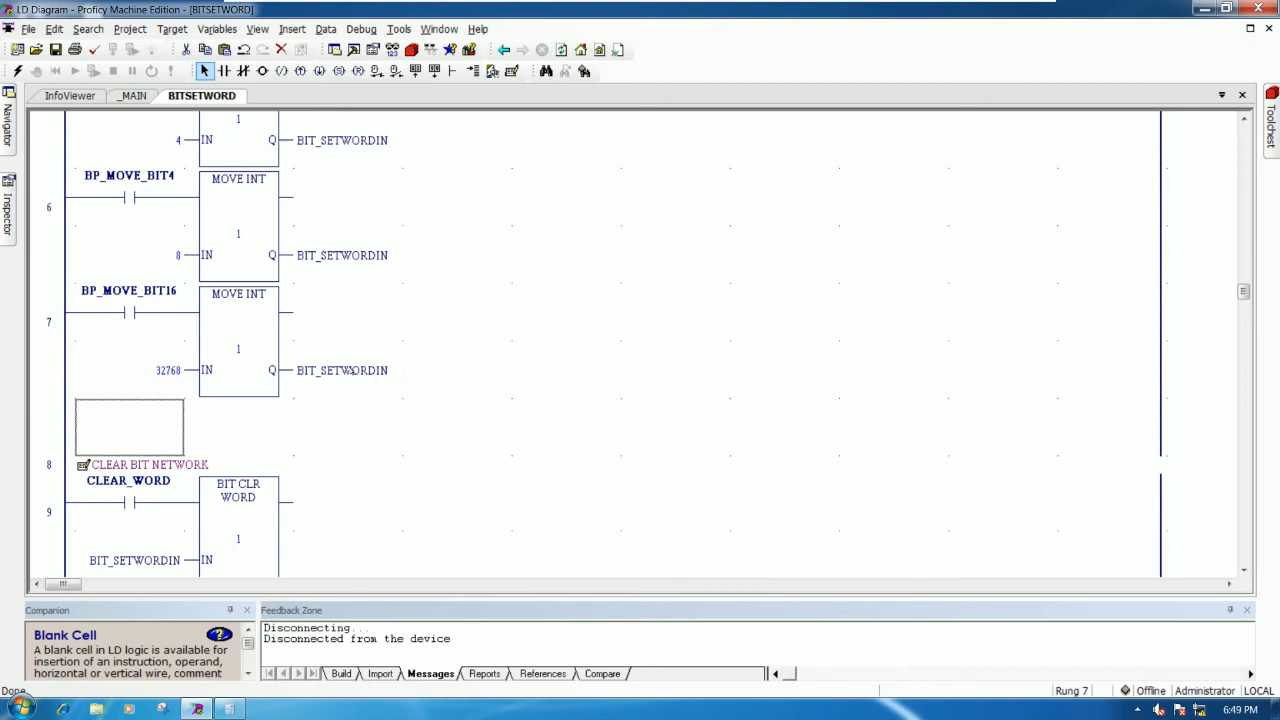 LD Diagram - Proficy Machine Edition - [BITSETWORD]
File Edit Search Project Target Variables View Insert Data Debug Tools Window Help
InfoViewer _MAIN BITSETWORD
Navigator
Inspector
Toolchest
1
4 IN Q BIT_SETWORDIN
BP_MOVE_BIT4 MOVE INT
6
1
8 IN Q BIT_SETWORDIN
BP_MOVE_BIT16 MOVE INT
7
1
32768 IN Q BIT_SETWORDIN
8 CLEAR BIT NETWORK
CLEAR_WORD BIT CLR
WORD
9
1
BIT_SETWORDIN IN
Companion
Blank Cell
A blank cell in LD logic is available for
insertion of an instruction, operand,
horizontal or vertical wire, comment
Feedback Zone
Disconnecting...
Disconnected from the device
Build Import Messages Reports References Compare
Done
Rung 7 Offline Administrator LOCAL
6:49 PM